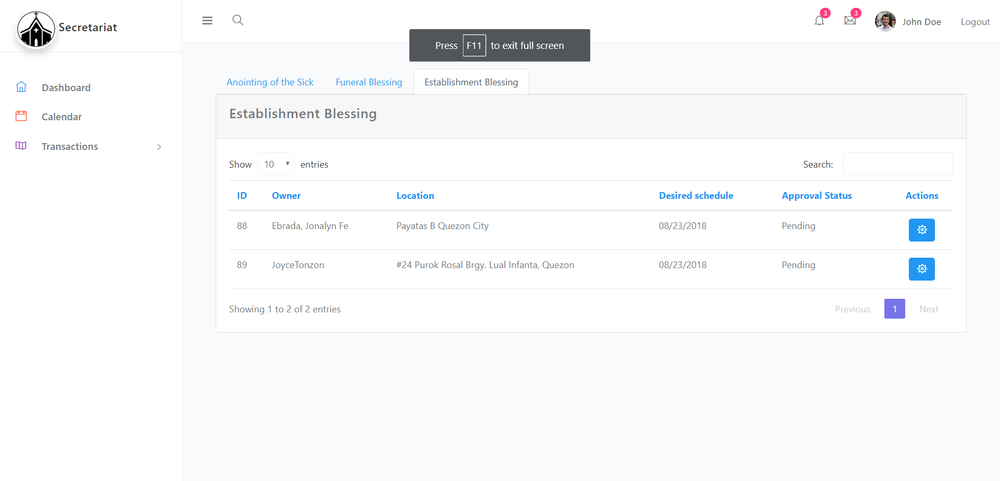 Secretariat
3
3
John Doe
Logout
Press F11 to exit full screen
Dashboard
Calendar
Transactions
Anointing of the Sick
Funeral Blessing
Establishment Blessing
Establishment Blessing
Show 10 entries
Search:
ID Owner Location Desired schedule Approval Status Actions
88 Ebrada, Jonalyn Fe Payatas B Quezon City 08/23/2018 Pending
89 JoyceTonzon #24 Purok Rosal Brgy. Lual Infanta, Quezon 08/23/2018 Pending
Showing 1 to 2 of 2 entries
Previous 1 Next